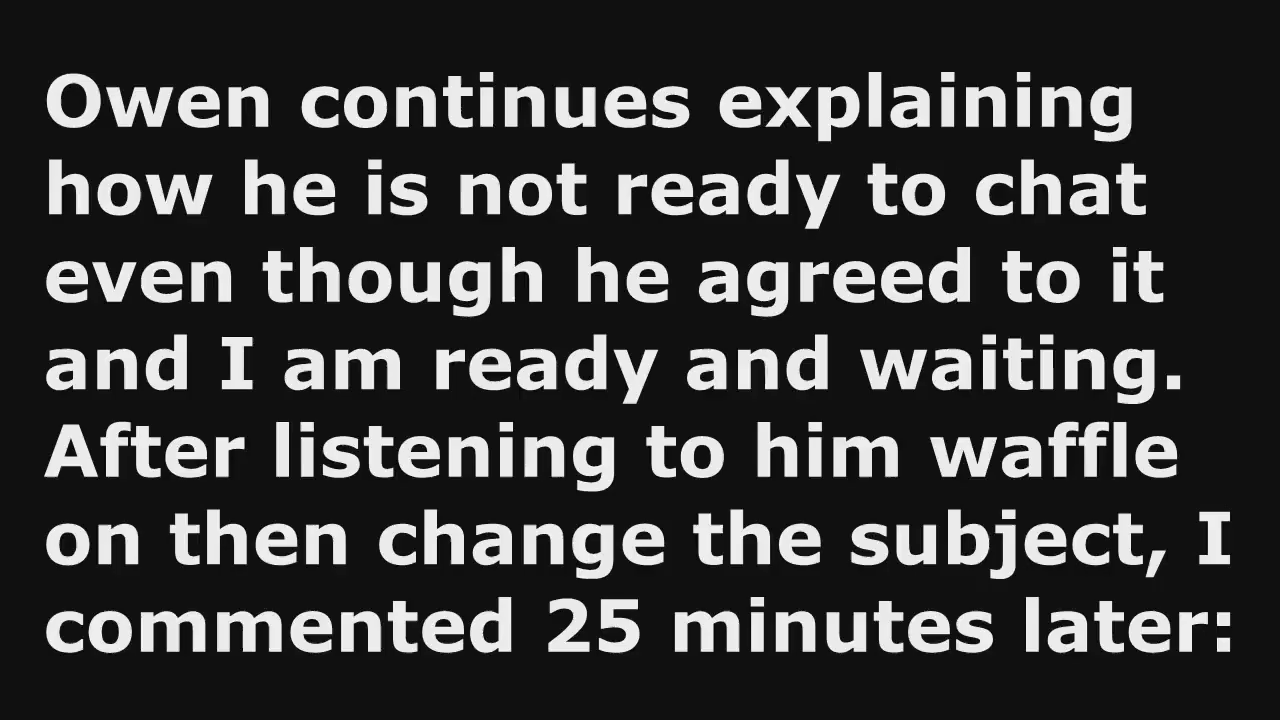 Owen continues explaining
how he is not ready to chat
even though he agreed to it
and I am ready and waiting.
After listening to him waffle
on then change the subject, I
commented 25 minutes later: